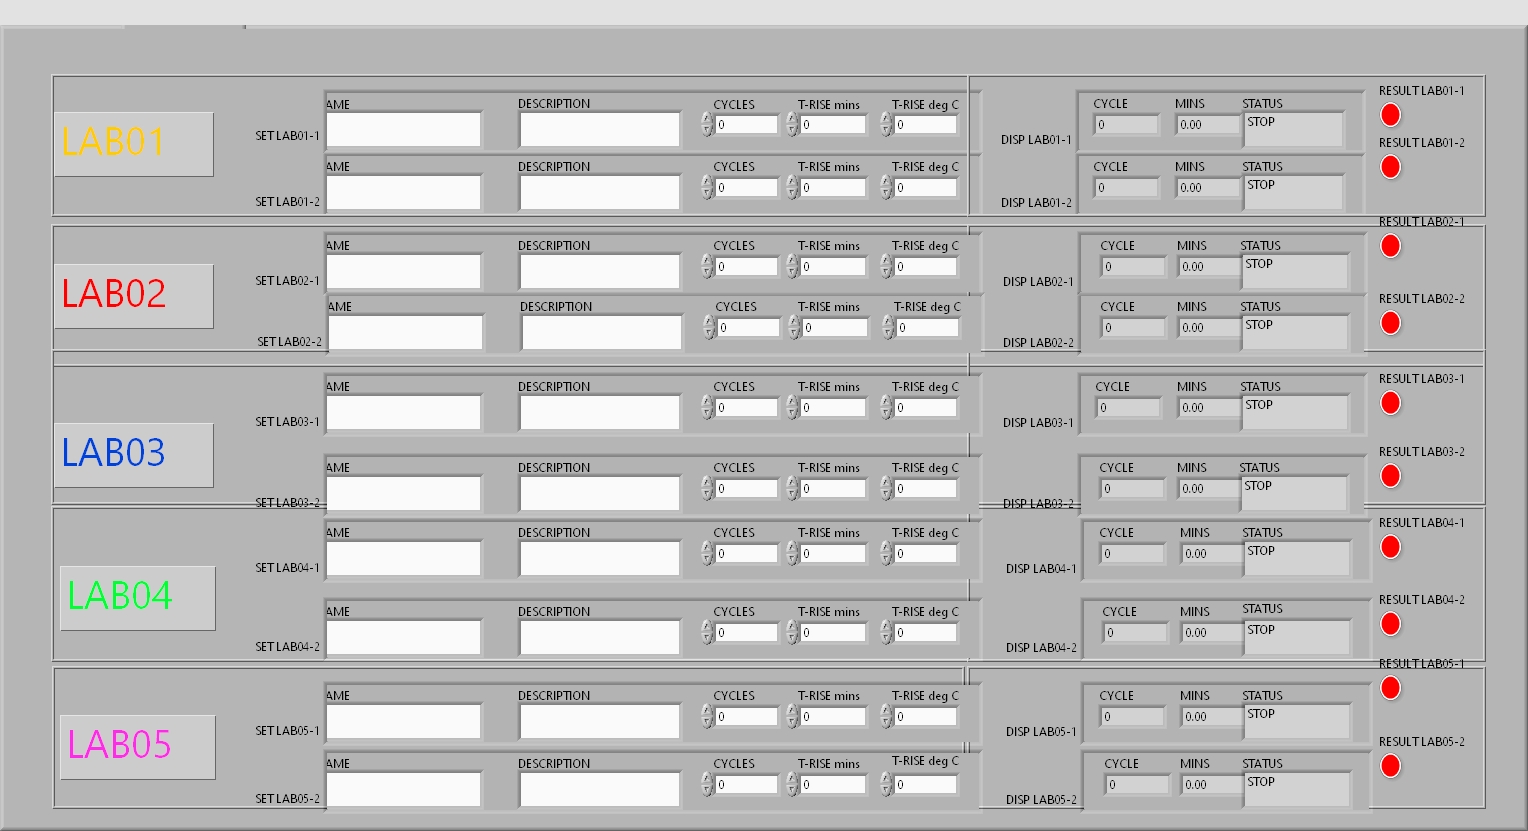 RESULT LAB01-1
AME DESCRIPTION CYCLES T-RISE mins T-RISE deg C CYCLE MINS STATUS
LAB01 SET LAB01-1 0 0 0 DISP LAB01-1 0 0.00 STOP
RESULT LAB01-2
AME DESCRIPTION CYCLES T-RISE mins T-RISE deg C CYCLE MINS STATUS
SET LAB01-2 0 0 0 DISP LAB01-2 0 0.00 STOP
RESULT LAB02-1
AME DESCRIPTION CYCLES T-RISE mins T-RISE deg C CYCLE MINS STATUS
LAB02 SET LAB02-1 0 0 0 DISP LAB02-1 0 0.00 STOP
RESULT LAB02-2
AME DESCRIPTION CYCLES T-RISE mins T-RISE deg C CYCLE MINS STATUS
SET LAB02-2 0 0 0 DISP LAB02-2 0 0.00 STOP
RESULT LAB03-1
AME DESCRIPTION CYCLES T-RISE mins T-RISE deg C CYCLE MINS STATUS
LAB03 SET LAB03-1 0 0 0 DISP LAB03-1 0 0.00 STOP
RESULT LAB03-2
AME DESCRIPTION CYCLES T-RISE mins T-RISE deg C CYCLE MINS STATUS
SET LAB03-2 0 0 0 DISP LAB03-2 0 0.00 STOP
RESULT LAB04-1
AME DESCRIPTION CYCLES T-RISE mins T-RISE deg C CYCLE MINS STATUS
LAB04 SET LAB04-1 0 0 0 DISP LAB04-1 0 0.00 STOP
RESULT LAB04-2
AME DESCRIPTION CYCLES T-RISE mins T-RISE deg C CYCLE MINS STATUS
SET LAB04-2 0 0 0 DISP LAB04-2 0 0.00 STOP
RESULT LAB05-1
AME DESCRIPTION CYCLES T-RISE mins T-RISE deg C CYCLE MINS STATUS
LAB05 SET LAB05-1 0 0 0 DISP LAB05-1 0 0.00 STOP
RESULT LAB05-2
AME DESCRIPTION CYCLES T-RISE mins T-RISE deg C CYCLE MINS STATUS
SET LAB05-2 0 0 0 DISP LAB05-2 0 0.00 STOP